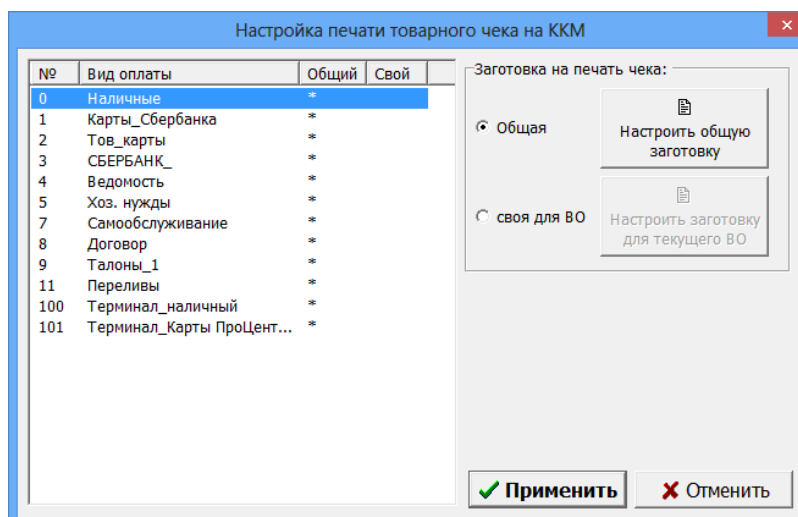 Настройка печати товарного чека на ККМ
№ Вид оплаты Общий Свой
0 Наличные *
1 Карты_Сбербанка *
2 Тов_карты *
3 СБЕРБАНК_ *
4 Ведомость *
5 Хоз. нужды *
7 Самообслуживание *
8 Договор *
9 Талоны_1 *
11 Переливы *
100 Терминал_наличный *
101 Терминал_Карты ПроЦент... *
Заготовка на печать чека:
Общая
Настроить общую
заготовку
своя для ВО
Настроить заготовку
для текущего ВО
Применить
Отменить